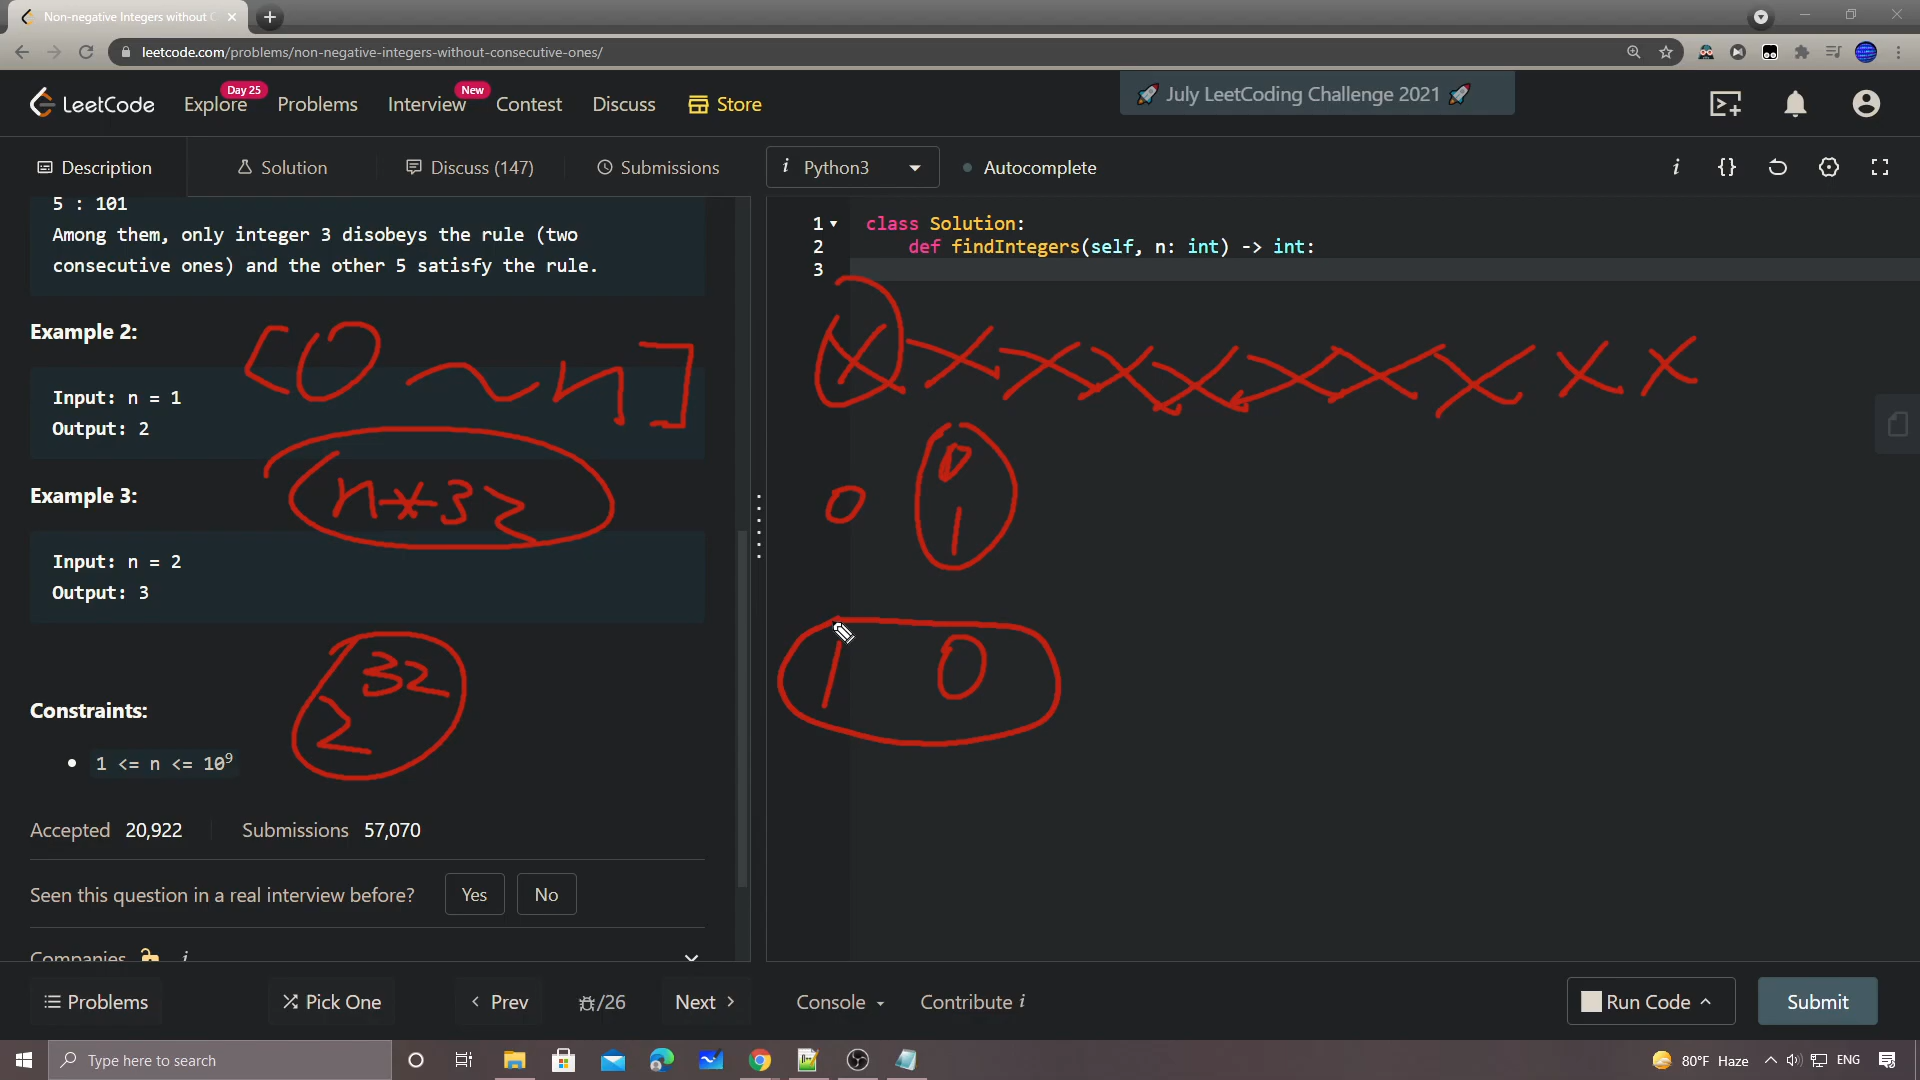 Non-negative Integers without
leetcode.com/problems/non-negative-integers-without-consecutive-ones/
LeetCode
Explore
Day 25
Problems
Interview
New
Contest
Discuss
Store
🚀 July LeetCoding Challenge 2021 🚀
Description
Solution
Discuss (147)
Submissions
i Python3
Autocomplete
i {}
5 : 101
Among them, only integer 3 disobeys the rule (two
consecutive ones) and the other 5 satisfy the rule.
Example 2:
[0 ~ n]
Input: n = 1
Output: 2
n*32
Example 3:
Input: n = 2
Output: 3
2^32
Constraints:
1 <= n <= 10^9
Accepted 20,922
Submissions 57,070
Seen this question in a real interview before?
Yes
No
Companies i
1 class Solution:
2 def findIntegers(self, n: int) -> int:
3
X X X X X X X X X X
0 0
1
1 0
Problems
Pick One
< Prev
/26
Next >
Console
Contribute i
Run Code
Submit
Type here to search
80°F Haze
ENG